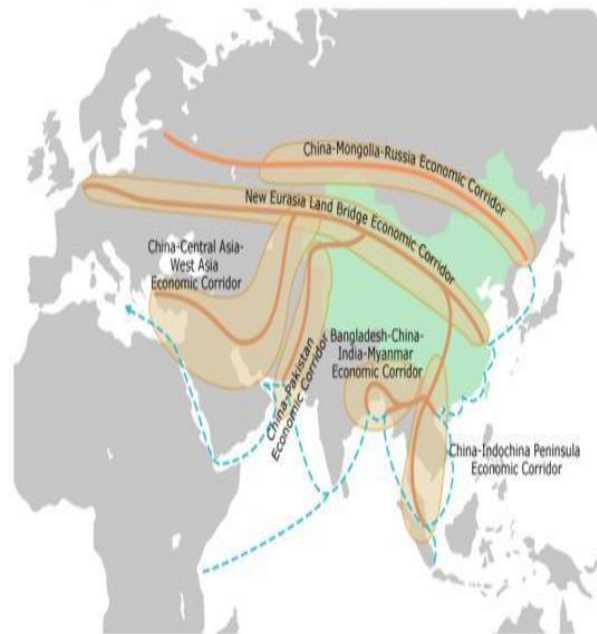 China-Mongolia-Russia Economic Corridor
New Eurasia Land Bridge Economic Corridor
China-Central Asia-
West Asia
Economic Corridor
China-Pakistan
Economic Corridor
Bangladesh-China-
India-Myanmar
Economic Corridor
China-Indochina Peninsula
Economic Corridor